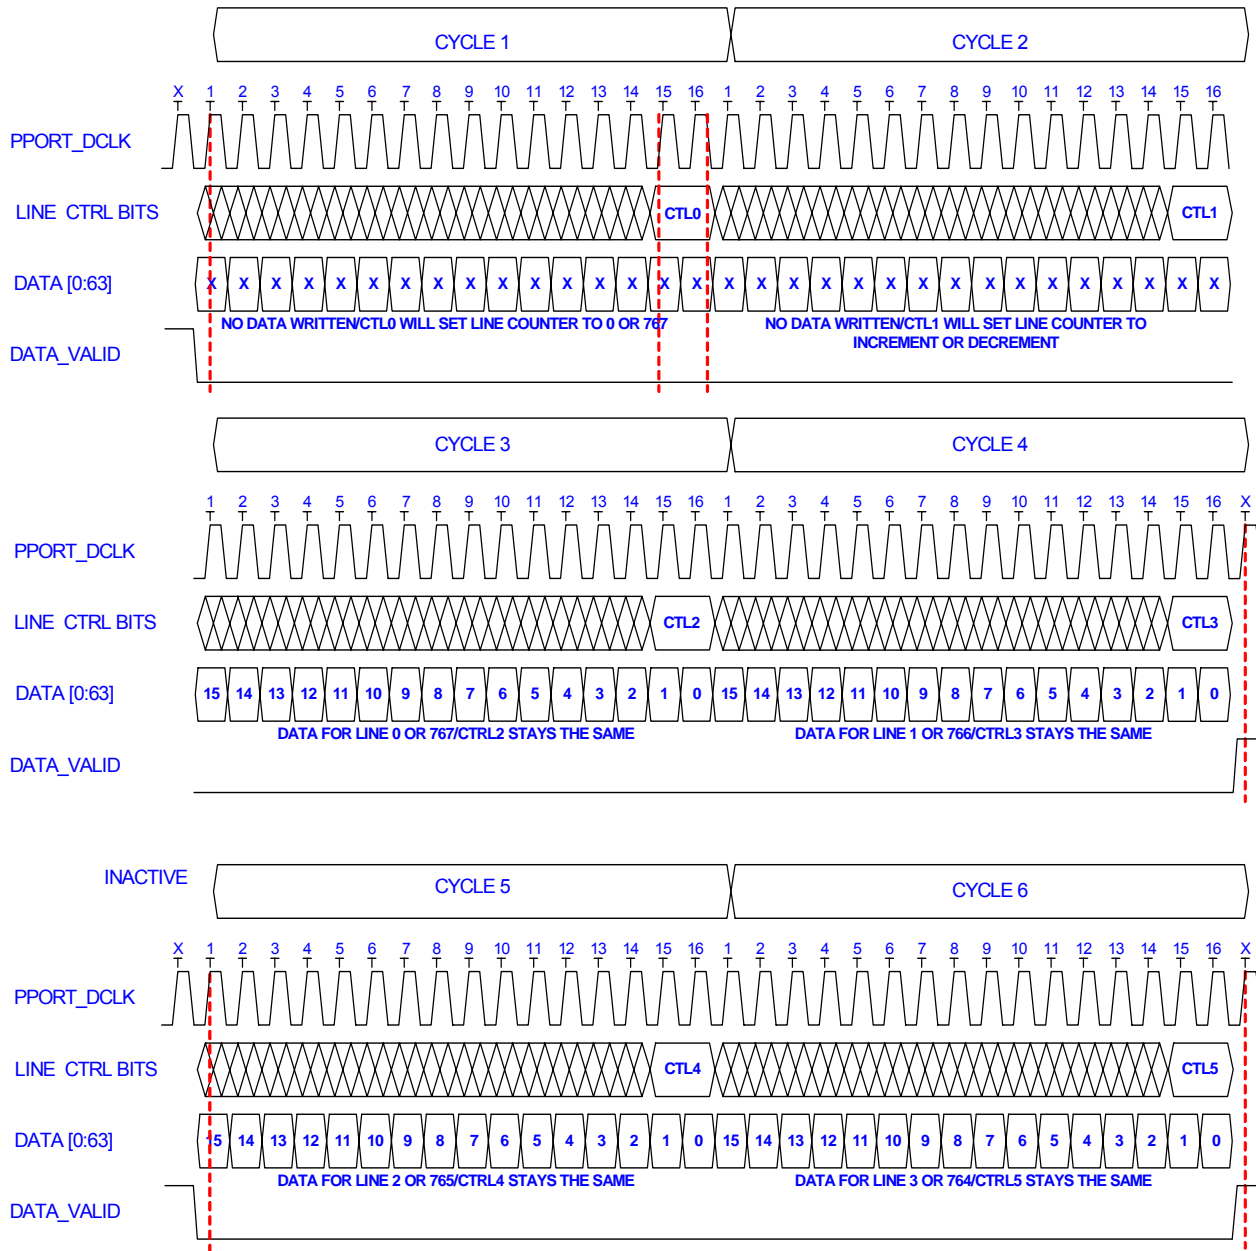 CYCLE 1 CYCLE 2
X 1 2 3 4 5 6 7 8 9 10 11 12 13 14 15 16 1 2 3 4 5 6 7 8 9 10 11 12 13 14 15 16
PPORT_DCLK
LINE CTRL BITS CTL0 CTL1
DATA [0:63] X X X X X X X X X X X X X X X X X X X X X X X X X X X X X X X X
NO DATA WRITTEN/CTL0 WILL SET LINE COUNTER TO 0 OR 767 NO DATA WRITTEN/CTL1 WILL SET LINE COUNTER TO
INCREMENT OR DECREMENT
DATA_VALID
CYCLE 3 CYCLE 4
1 2 3 4 5 6 7 8 9 10 11 12 13 14 15 16 1 2 3 4 5 6 7 8 9 10 11 12 13 14 15 16 X
PPORT_DCLK
LINE CTRL BITS CTL2 CTL3
DATA [0:63] 15 14 13 12 11 10 9 8 7 6 5 4 3 2 1 0 15 14 13 12 11 10 9 8 7 6 5 4 3 2 1 0
DATA FOR LINE 0 OR 767/CTRL2 STAYS THE SAME DATA FOR LINE 1 OR 766/CTRL3 STAYS THE SAME
DATA_VALID
INACTIVE CYCLE 5 CYCLE 6
X 1 2 3 4 5 6 7 8 9 10 11 12 13 14 15 16 1 2 3 4 5 6 7 8 9 10 11 12 13 14 15 16 X
PPORT_DCLK
LINE CTRL BITS CTL4 CTL5
DATA [0:63] 15 14 13 12 11 10 9 8 7 6 5 4 3 2 1 0 15 14 13 12 11 10 9 8 7 6 5 4 3 2 1 0
DATA FOR LINE 2 OR 765/CTRL4 STAYS THE SAME DATA FOR LINE 3 OR 764/CTRL5 STAYS THE SAME
DATA_VALID